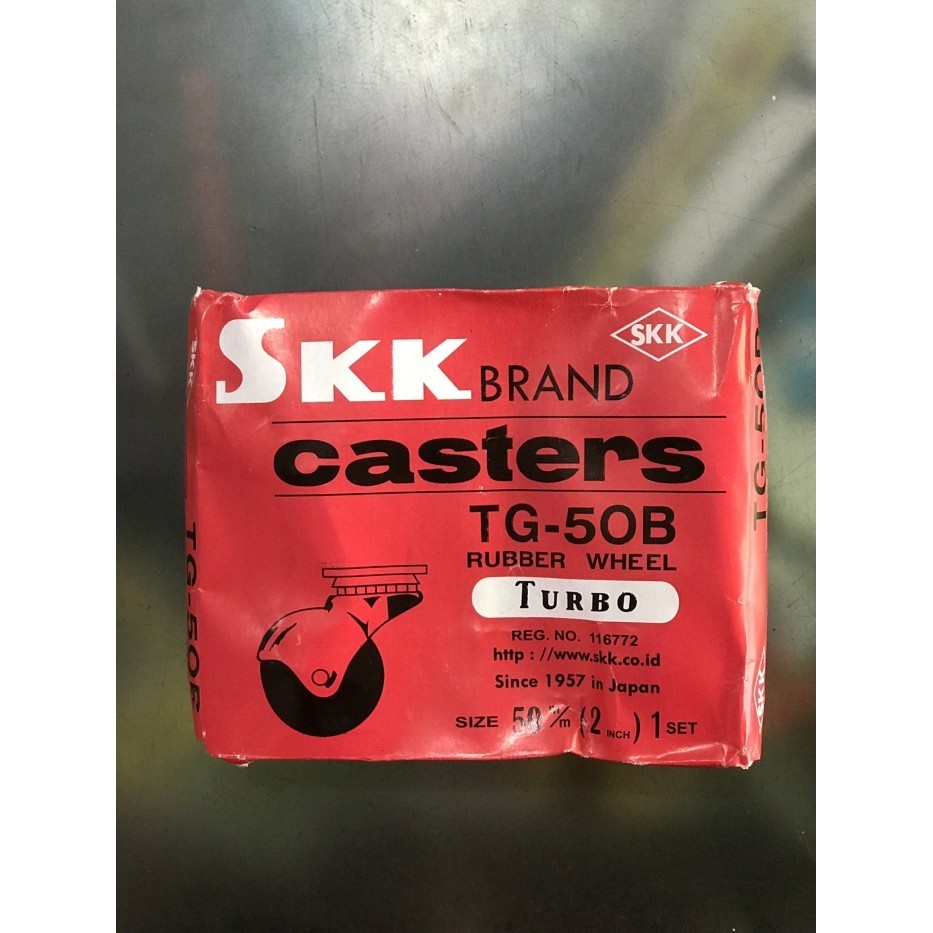 SKK BRAND
SKK
casters
TG-50B
RUBBER WHEEL
TURBO
REG. NO. 116772
http : //www.skk.co.id
Since 1957 in Japan
SIZE 50 m/m (2 INCH) 1 SET
SKK
TG-50B
TG-50B
SKK